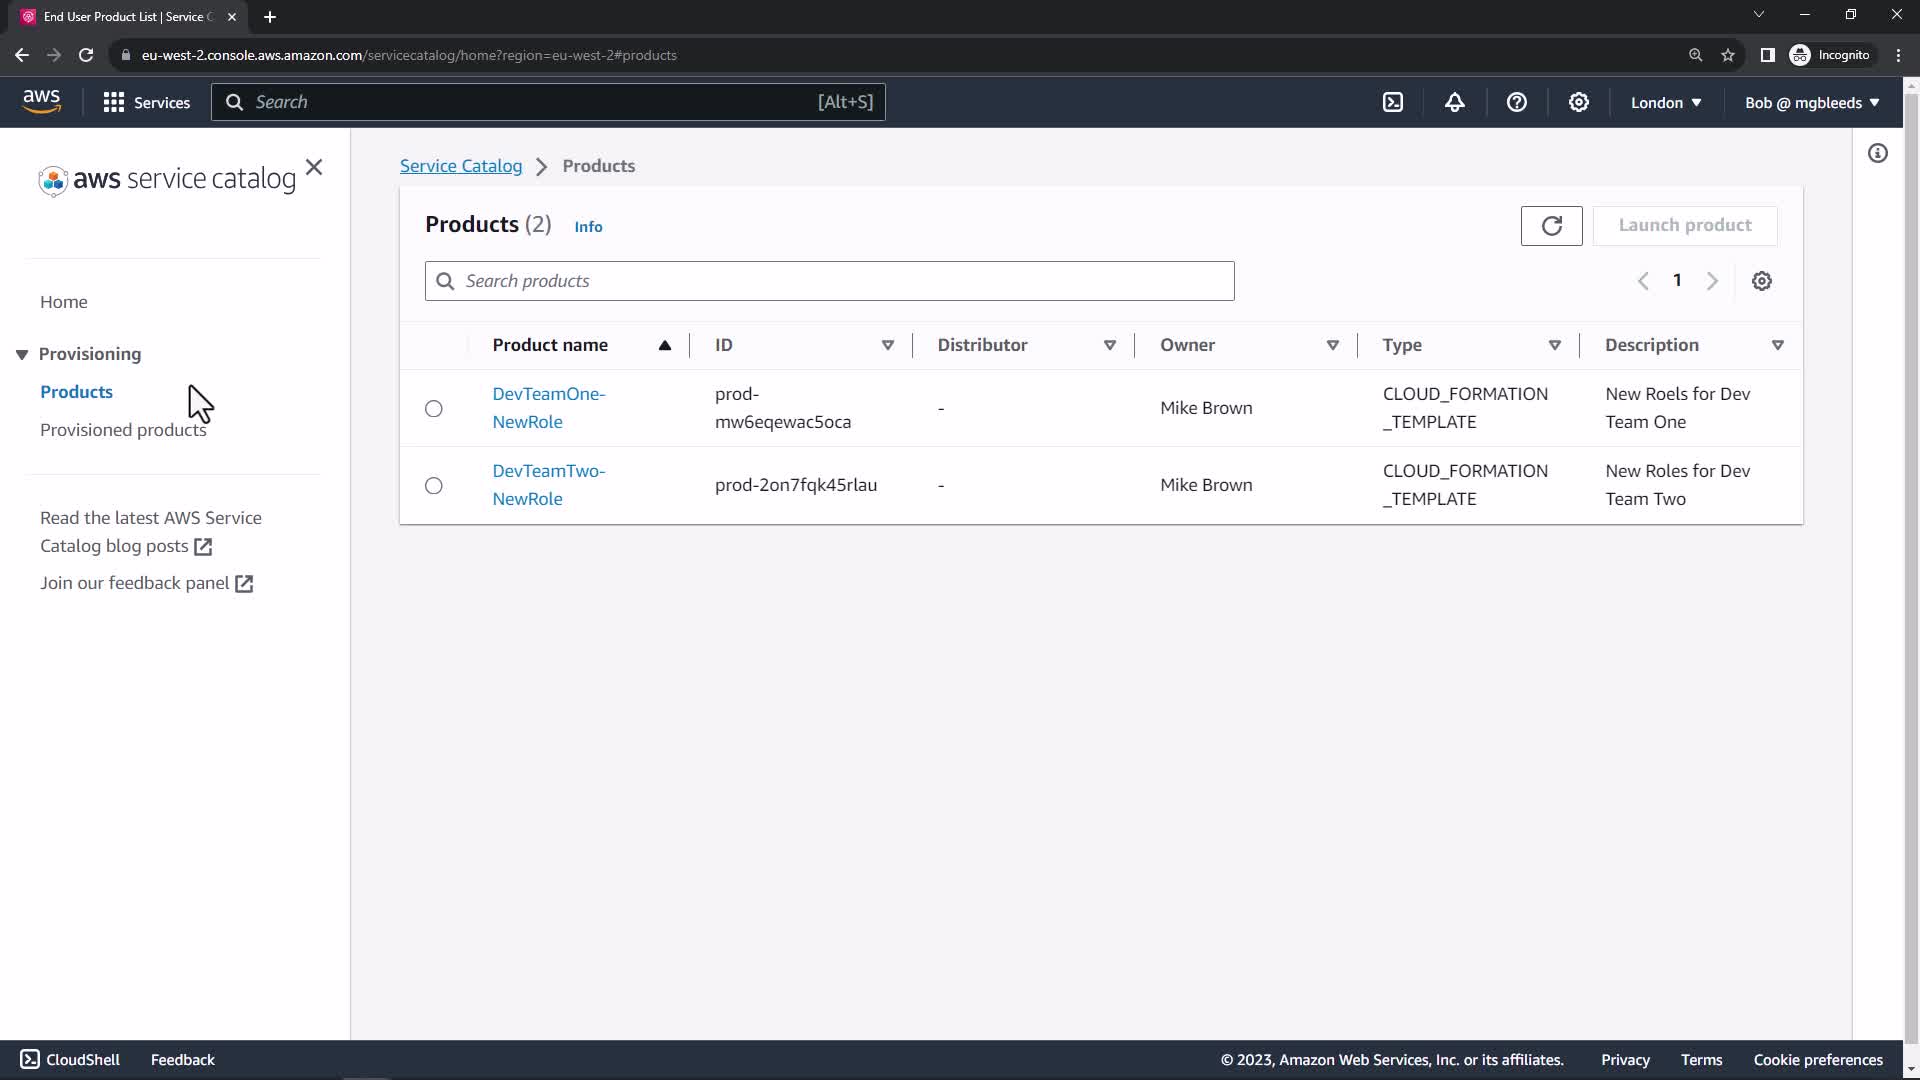 End User Product List | Service C
eu-west-2.console.aws.amazon.com/servicecatalog/home?region=eu-west-2#products
Incognito
aws
Services
Search
[Alt+S]
London
Bob @ mgbleeds
aws service catalog
Home
Provisioning
Products
Provisioned products
Read the latest AWS Service
Catalog blog posts
Join our feedback panel
Service Catalog
Products
Products (2)
Info
Launch product
Search products
1
Product name
ID
Distributor
Owner
Type
Description
DevTeamOne-
NewRole
prod-
mw6eqewac5oca
-
Mike Brown
CLOUD_FORMATION
_TEMPLATE
New Roels for Dev
Team One
DevTeamTwo-
NewRole
prod-2on7fqk45rlau
-
Mike Brown
CLOUD_FORMATION
_TEMPLATE
New Roles for Dev
Team Two
CloudShell
Feedback
© 2023, Amazon Web Services, Inc. or its affiliates.
Privacy
Terms
Cookie preferences